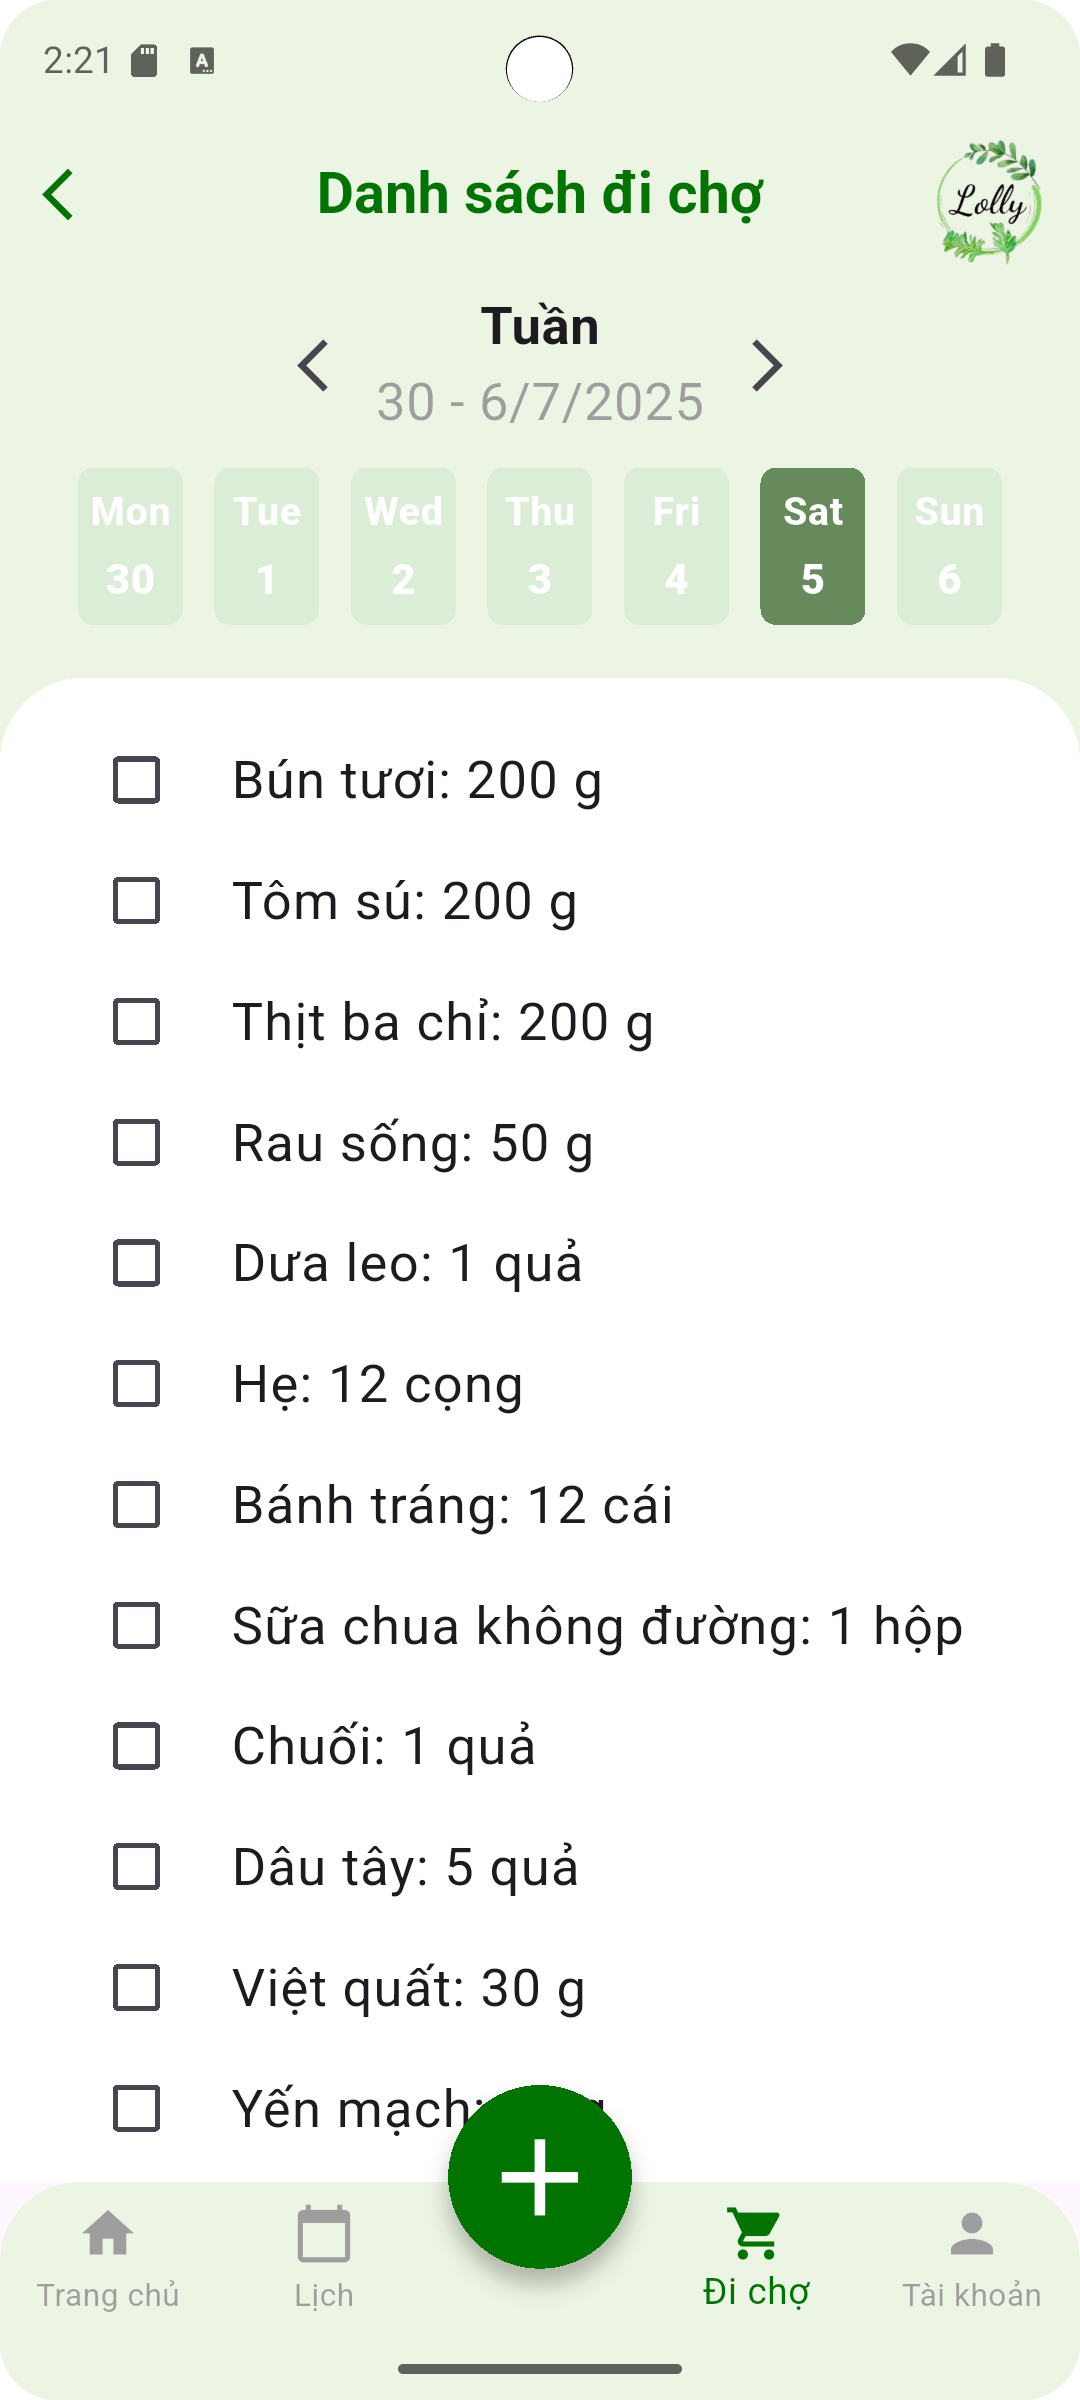 2:21
Danh sách đi chợ
Lolly
Tuần
30 - 6/7/2025
Mon Tue Wed Thu Fri Sat Sun
30 1 2 3 4 5 6
Bún tươi: 200 g
Tôm sú: 200 g
Thịt ba chỉ: 200 g
Rau sống: 50 g
Dưa leo: 1 quả
Hẹ: 12 cọng
Bánh tráng: 12 cái
Sữa chua không đường: 1 hộp
Chuối: 1 quả
Dâu tây: 5 quả
Việt quất: 30 g
Yến mạch:
Trang chủ
Lịch
Đi chợ
Tài khoản